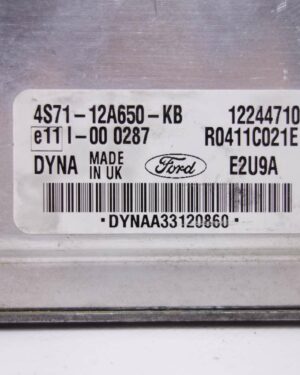 4S71-12A650-KB 12244710
e11 I-00 0287 R0411C021E
DYNA MADE IN UK Ford E2U9A
·DYNAA33120860·